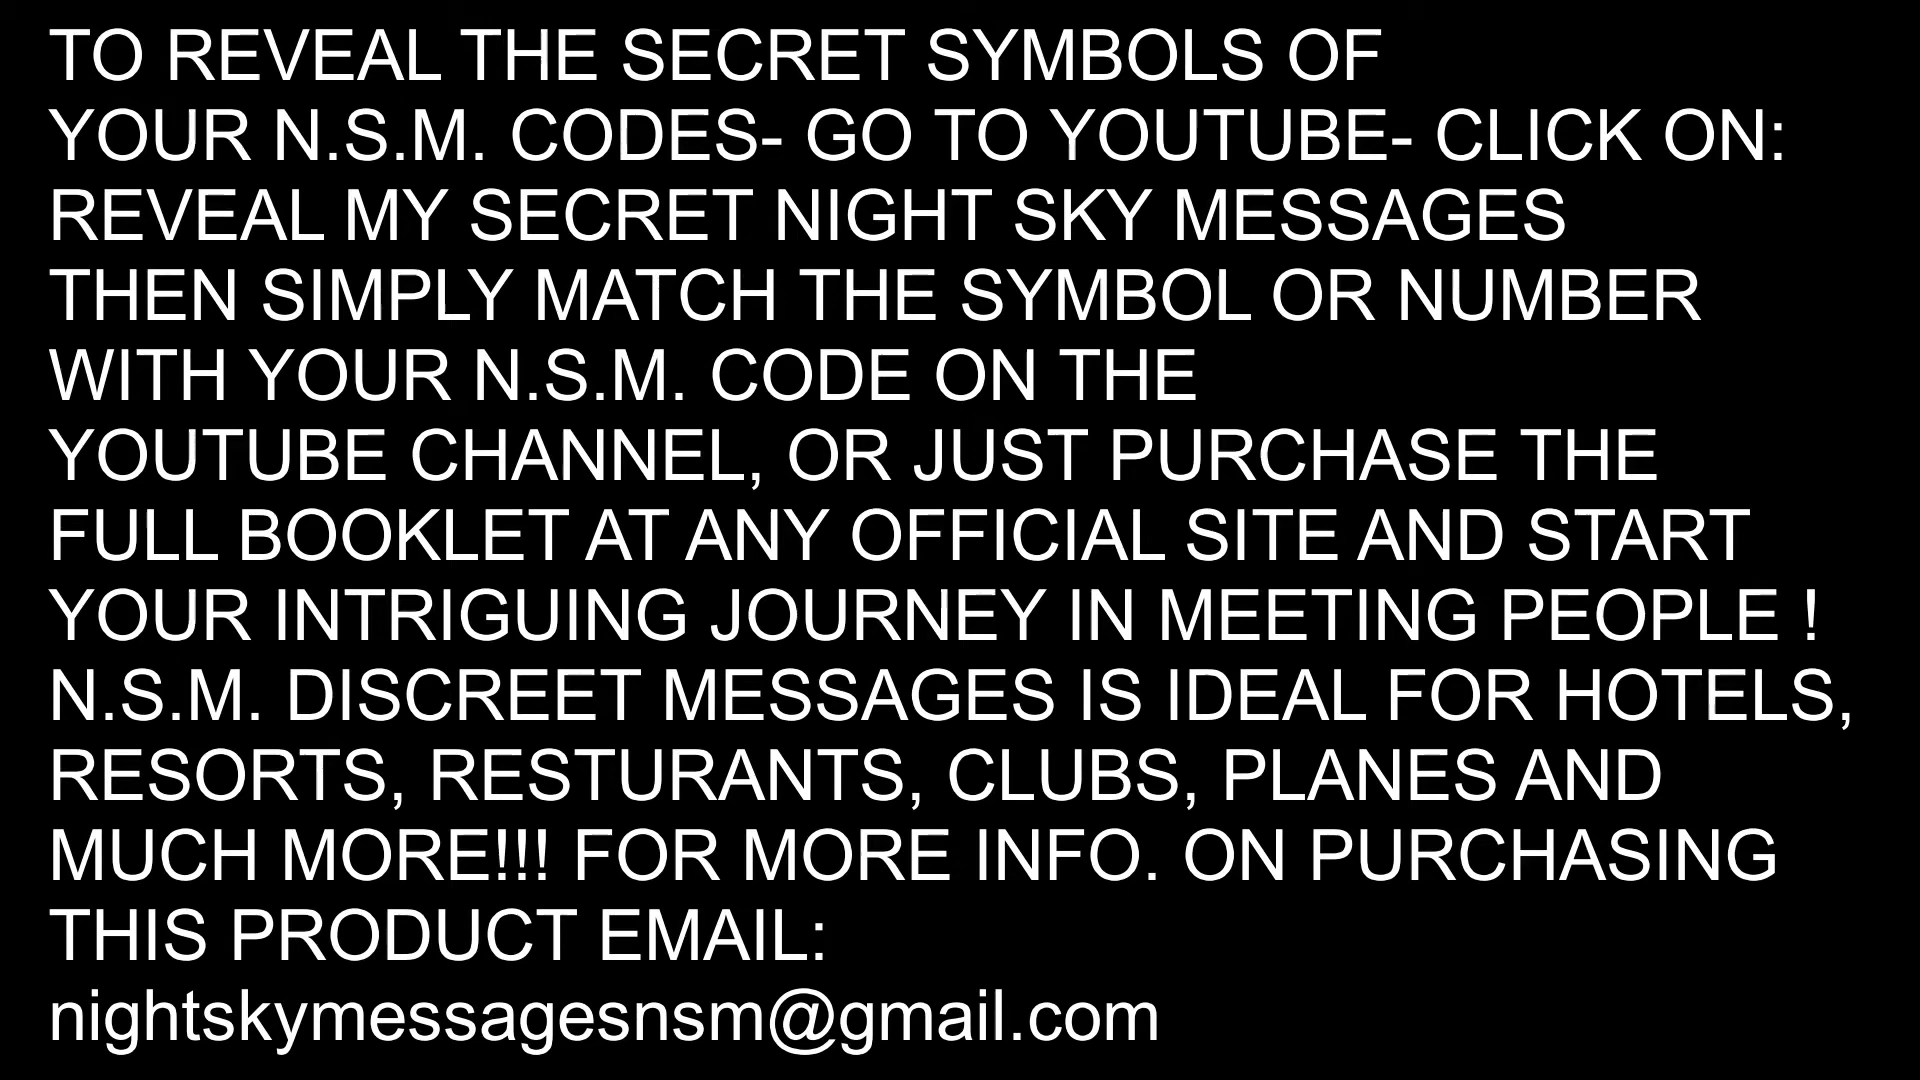 TO REVEAL THE SECRET SYMBOLS OF
YOUR N.S.M. CODES- GO TO YOUTUBE- CLICK ON:
REVEAL MY SECRET NIGHT SKY MESSAGES
THEN SIMPLY MATCH THE SYMBOL OR NUMBER
WITH YOUR N.S.M. CODE ON THE
YOUTUBE CHANNEL, OR JUST PURCHASE THE
FULL BOOKLET AT ANY OFFICIAL SITE AND START
YOUR INTRIGUING JOURNEY IN MEETING PEOPLE !
N.S.M. DISCREET MESSAGES IS IDEAL FOR HOTELS,
RESORTS, RESTURANTS, CLUBS, PLANES AND
MUCH MORE!!! FOR MORE INFO. ON PURCHASING
THIS PRODUCT EMAIL:
nightskymessagesnsm@gmail.com